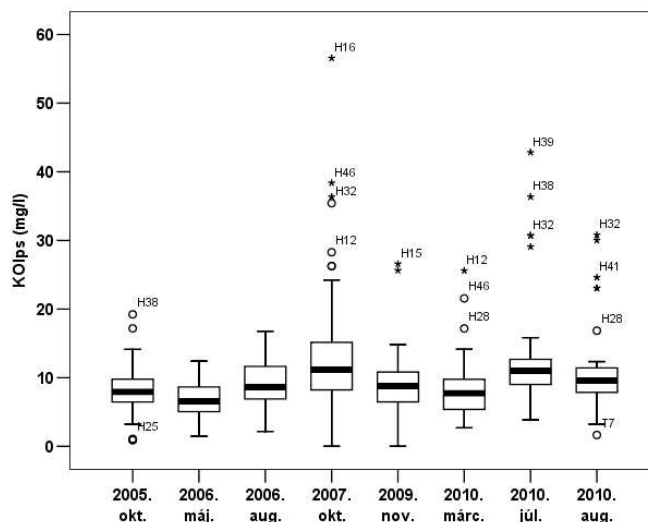 60
50
40
30
20
10
0
KOIps (mg/l)
H38
H25
H16
H46
H32
H12
H15
H12
H46
H28
H39
H38
H32
H32
H41
H28
T7
2005. 2006. 2006. 2007. 2009. 2010. 2010. 2010.
okt. máj. aug. okt. nov. márc. júl. aug.